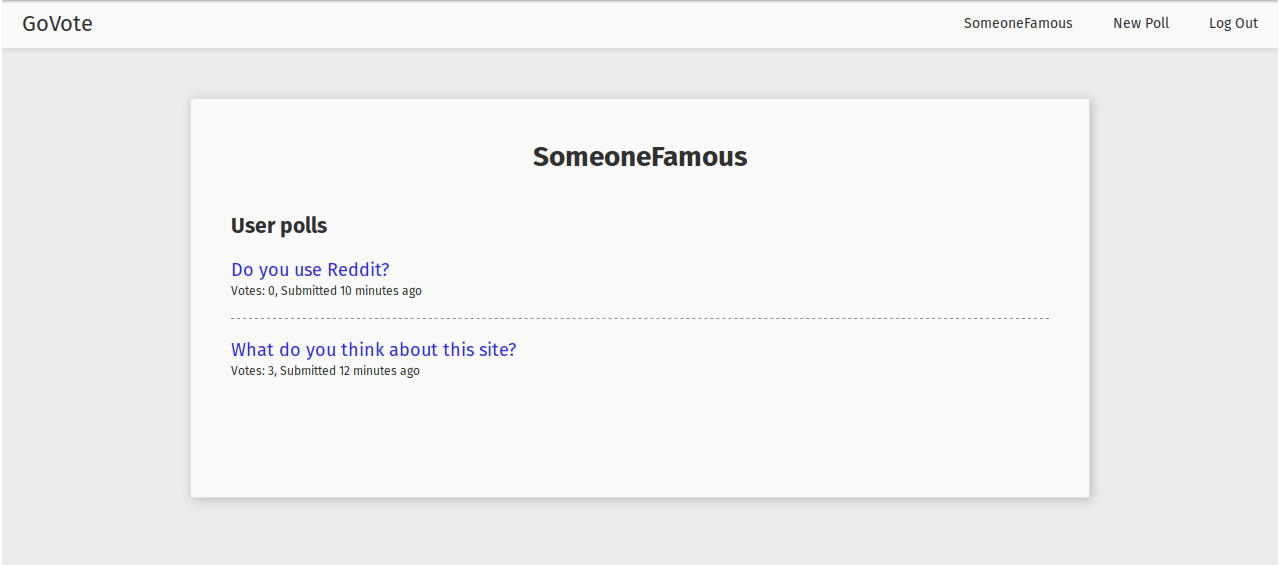 GoVote
SomeoneFamous
New Poll
Log Out
SomeoneFamous
User polls
Do you use Reddit?
Votes: 0, Submitted 10 minutes ago
What do you think about this site?
Votes: 3, Submitted 12 minutes ago